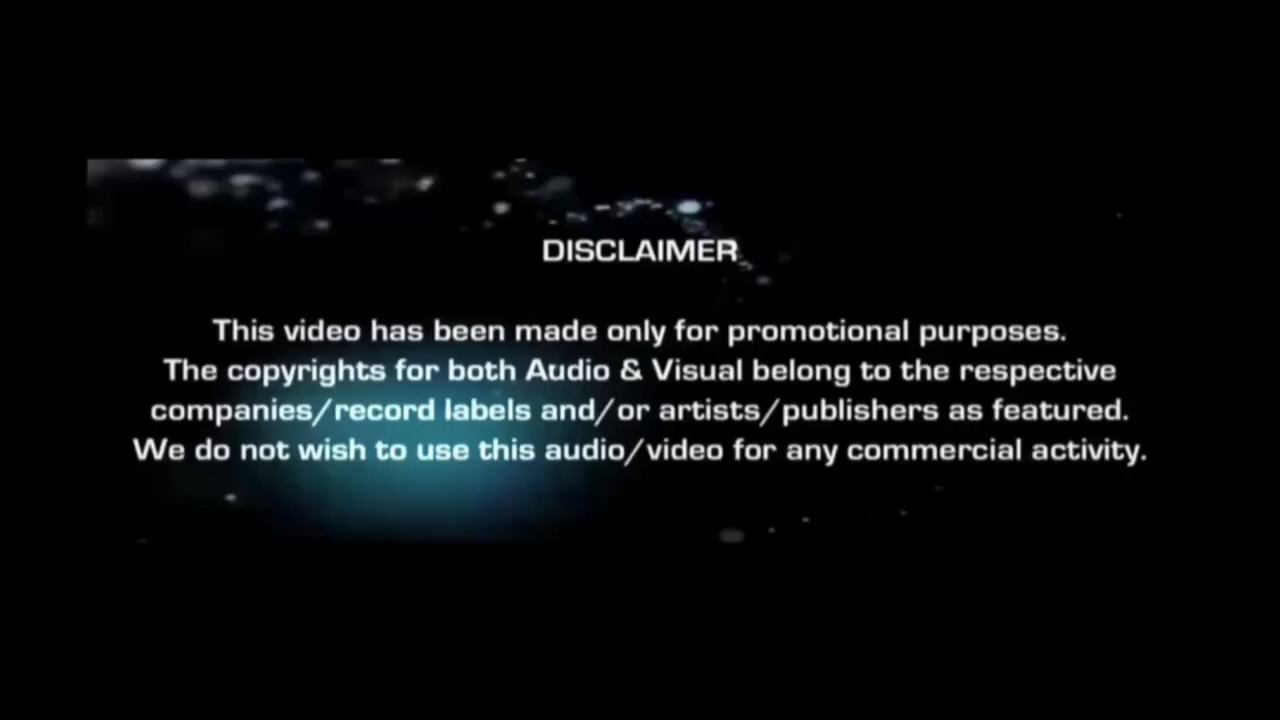 DISCLAIMER
This video has been made only for promotional purposes.
The copyrights for both Audio & Visual belong to the respective
companies/record labels and/or artists/publishers as featured.
We do not wish to use this audio/video for any commercial activity.